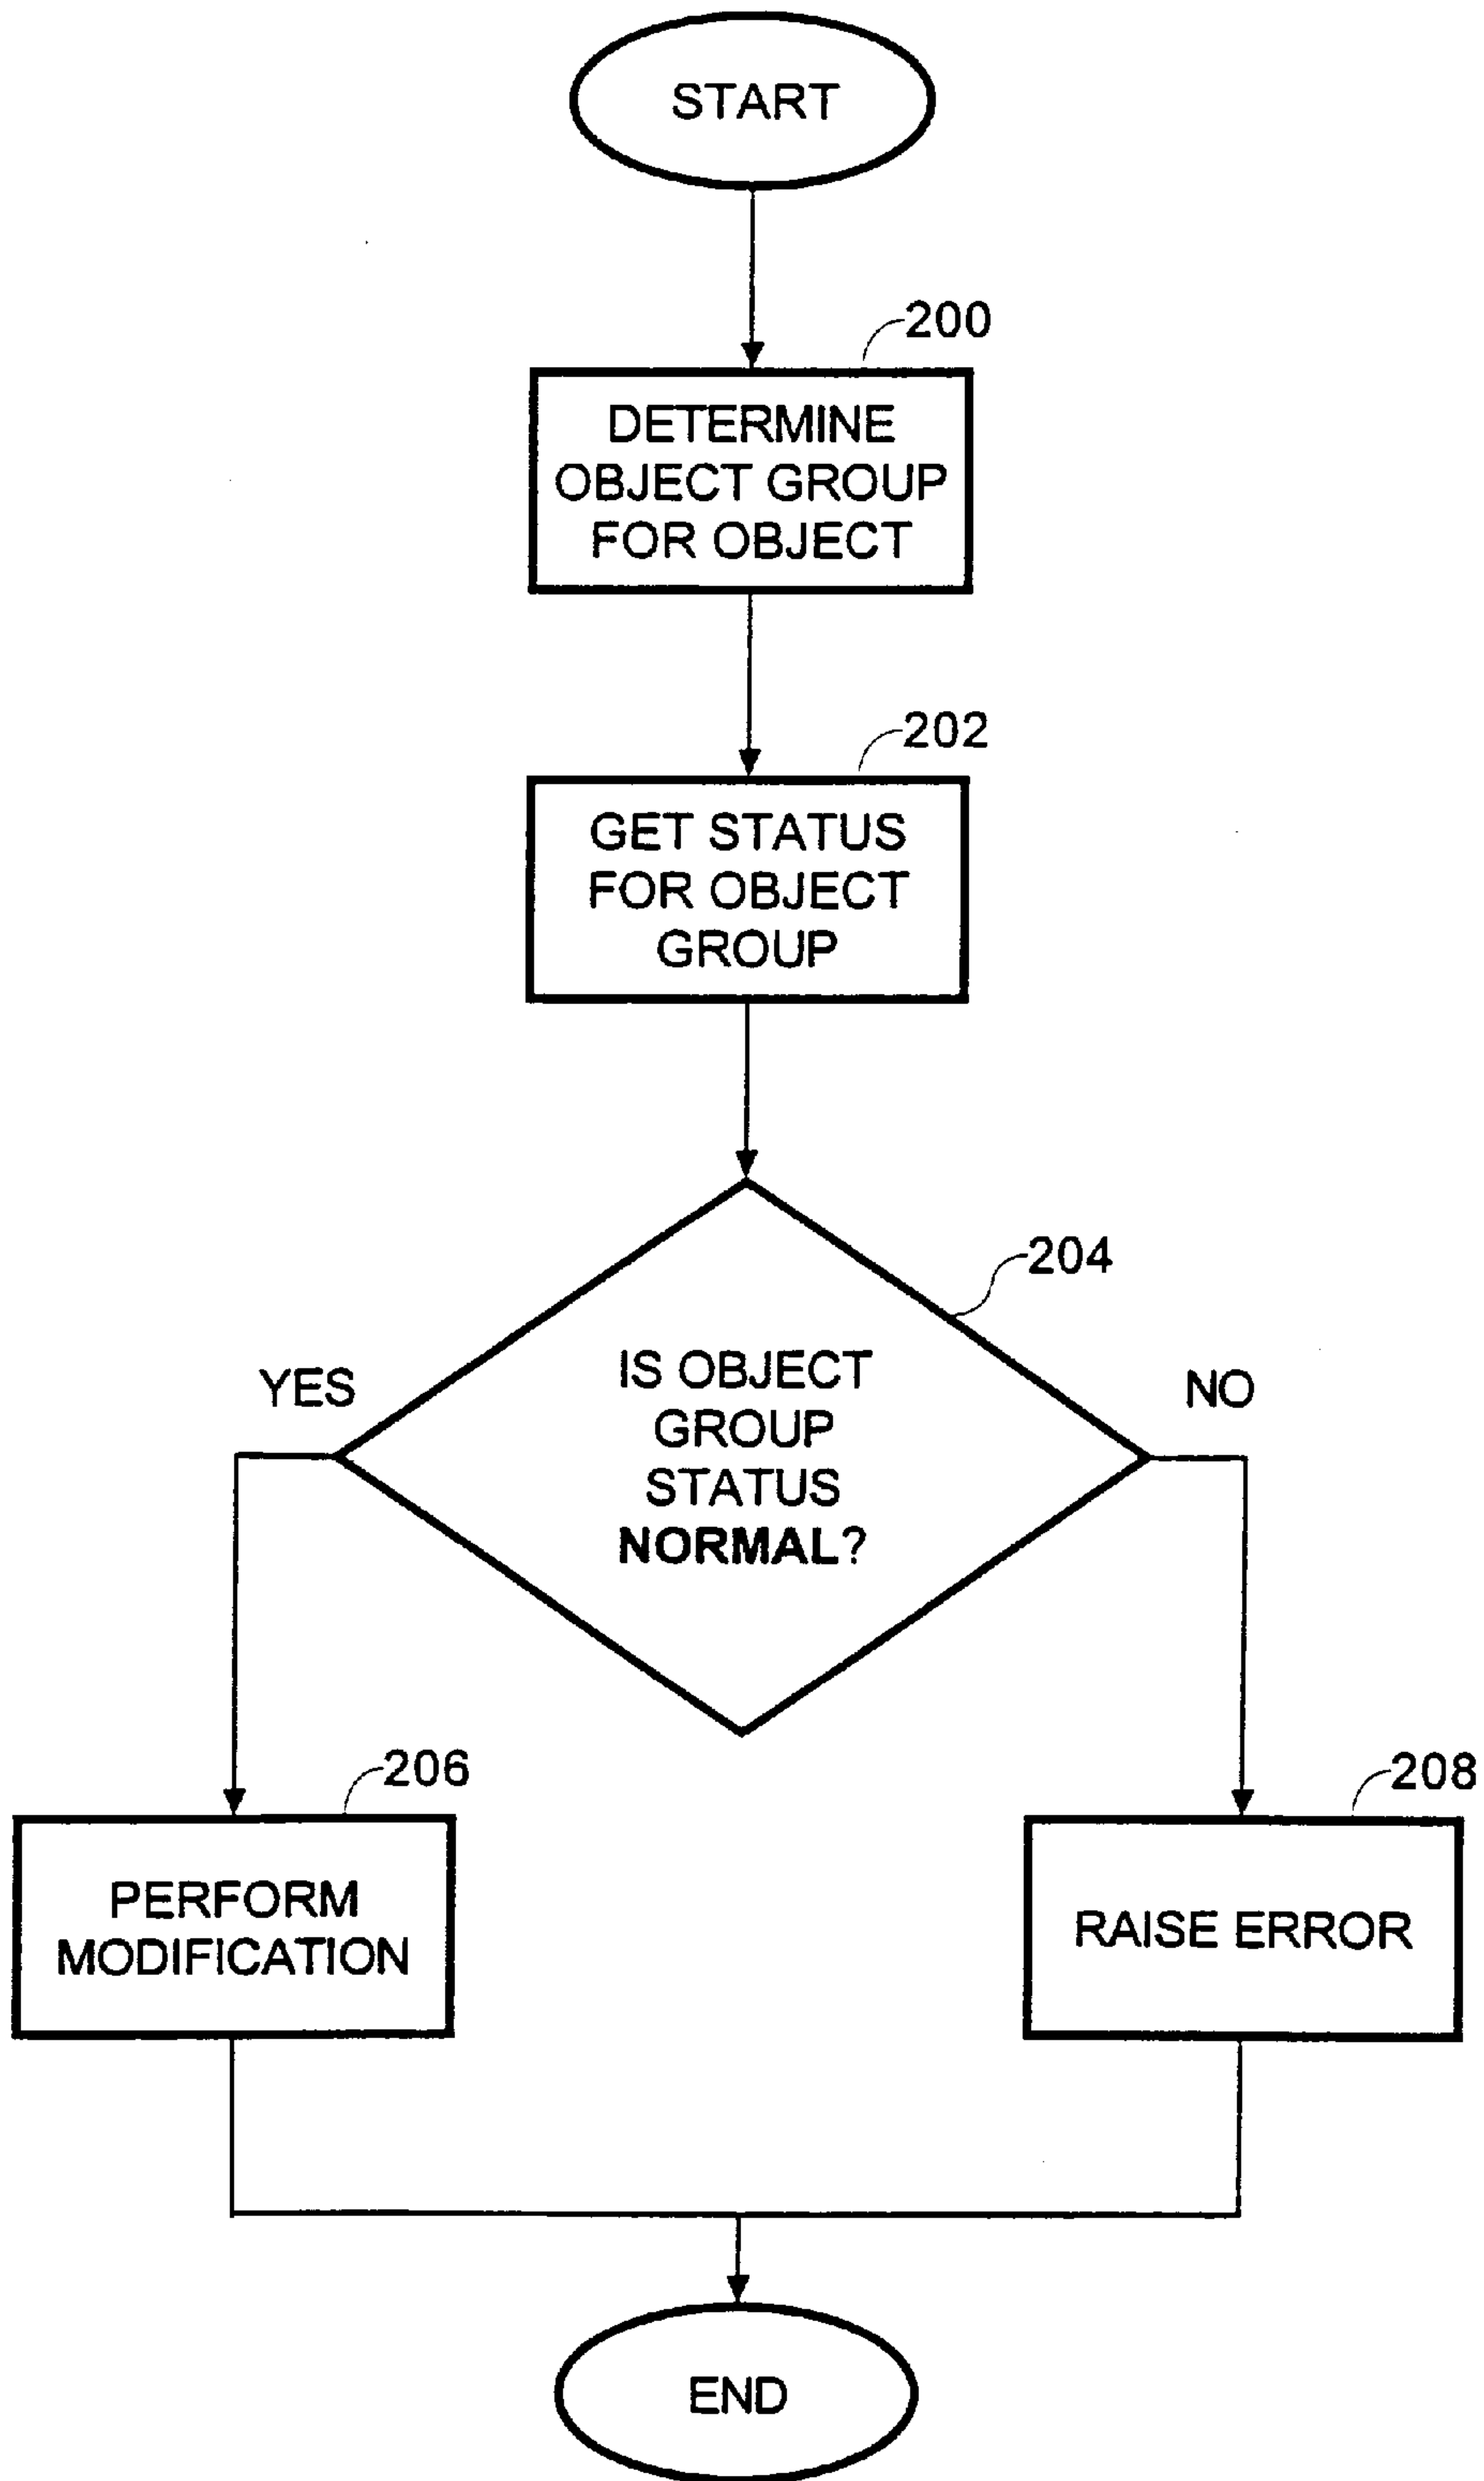 START
200
DETERMINE
OBJECT GROUP
FOR OBJECT
202
GET STATUS
FOR OBJECT
GROUP
204
IS OBJECT
GROUP
STATUS
NORMAL?
YES
NO
206
PERFORM
MODIFICATION
208
RAISE ERROR
END